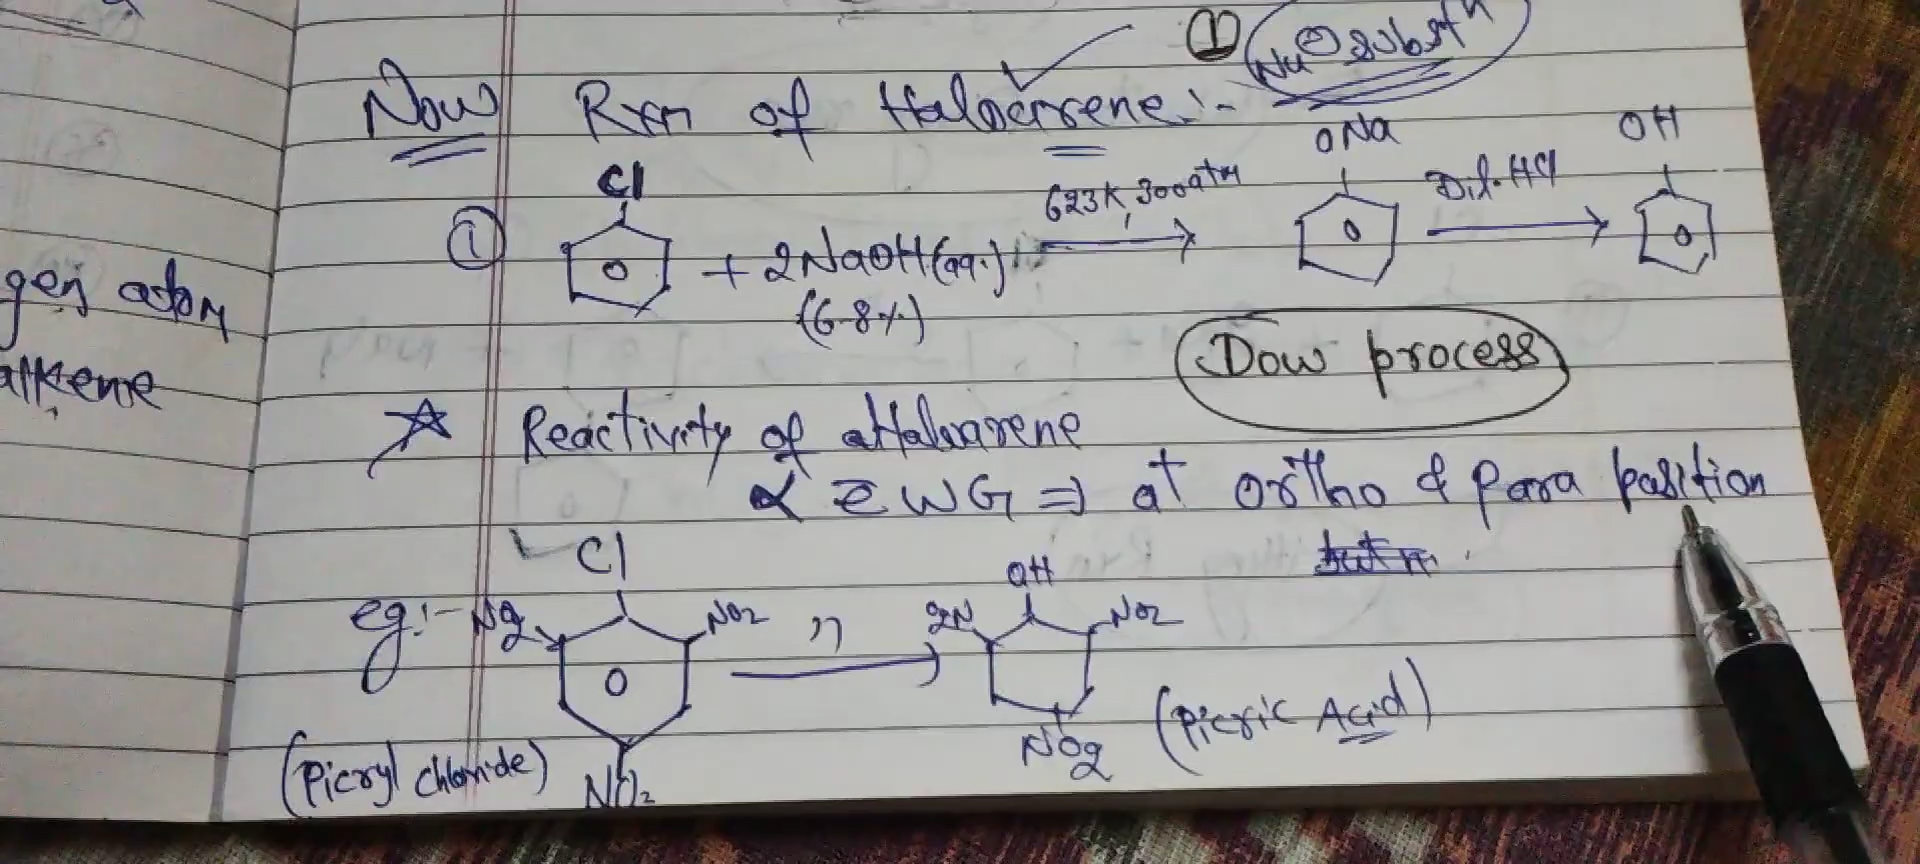 ① Nu⊖ substⁿ
Now Rxn of Haloarene :-
Cl ONa OH
① + 2NaOH(aq.) 623K, 300atm Dil. HCl
(6-8%)
gen atom
alkene
Dow process
☆ Reactivity of Haloarene
∝ EWG ⇒ at ortho & para position
Cl OH
eg:- NO2 NO2 " O2N NO2
(Picryl chloride) NO2 NO2 (Picric Acid)